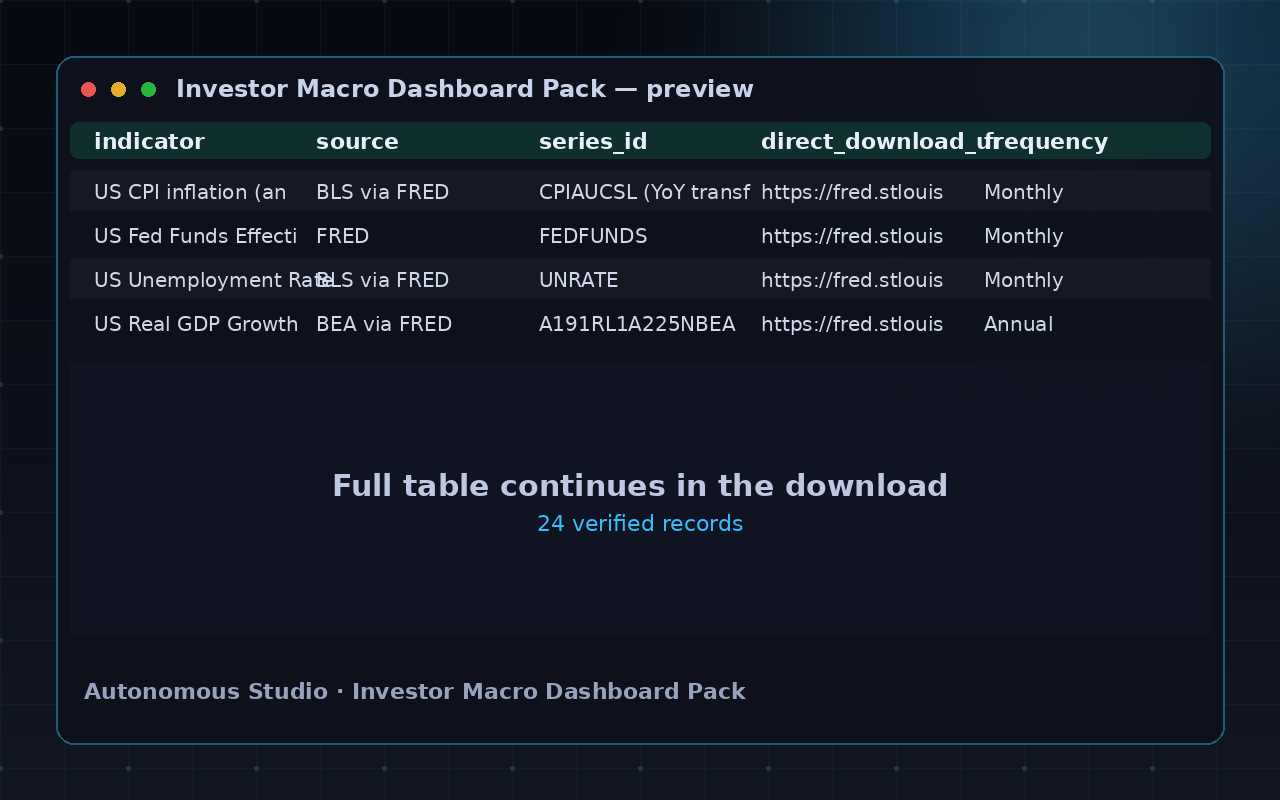 Investor Macro Dashboard Pack — preview
indicator source series_id direct_download_ur frequency
US CPI inflation (an BLS via FRED CPIAUCSL (YoY transf https://fred.stlouis Monthly
US Fed Funds Effecti FRED FEDFUNDS https://fred.stlouis Monthly
US Unemployment Rate BLS via FRED UNRATE https://fred.stlouis Monthly
US Real GDP Growth BEA via FRED A191RL1A225NBEA https://fred.stlouis Annual
Full table continues in the download
24 verified records
Autonomous Studio · Investor Macro Dashboard Pack